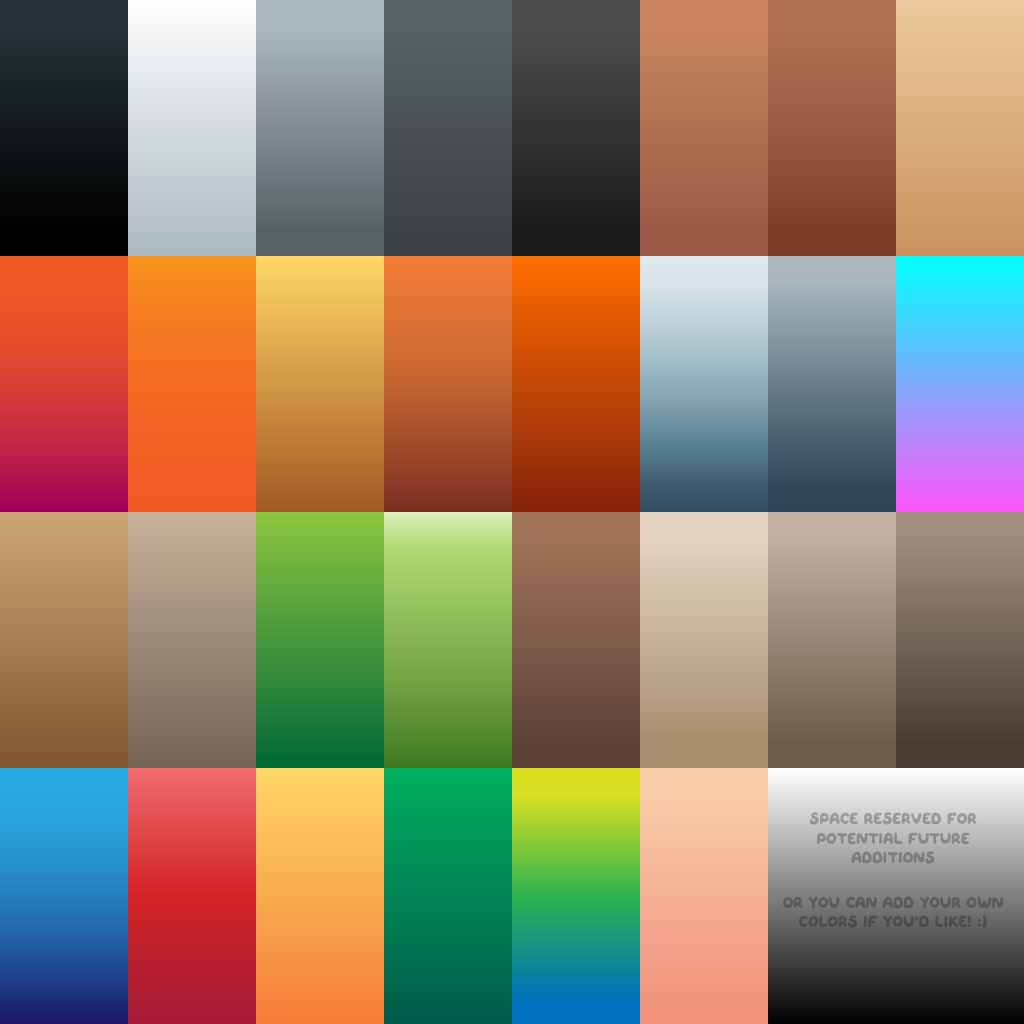 SPACE RESERVED FOR
POTENTIAL FUTURE
ADDITIONS
OR YOU CAN ADD YOUR OWN
COLORS IF YOU'D LIKE! :)